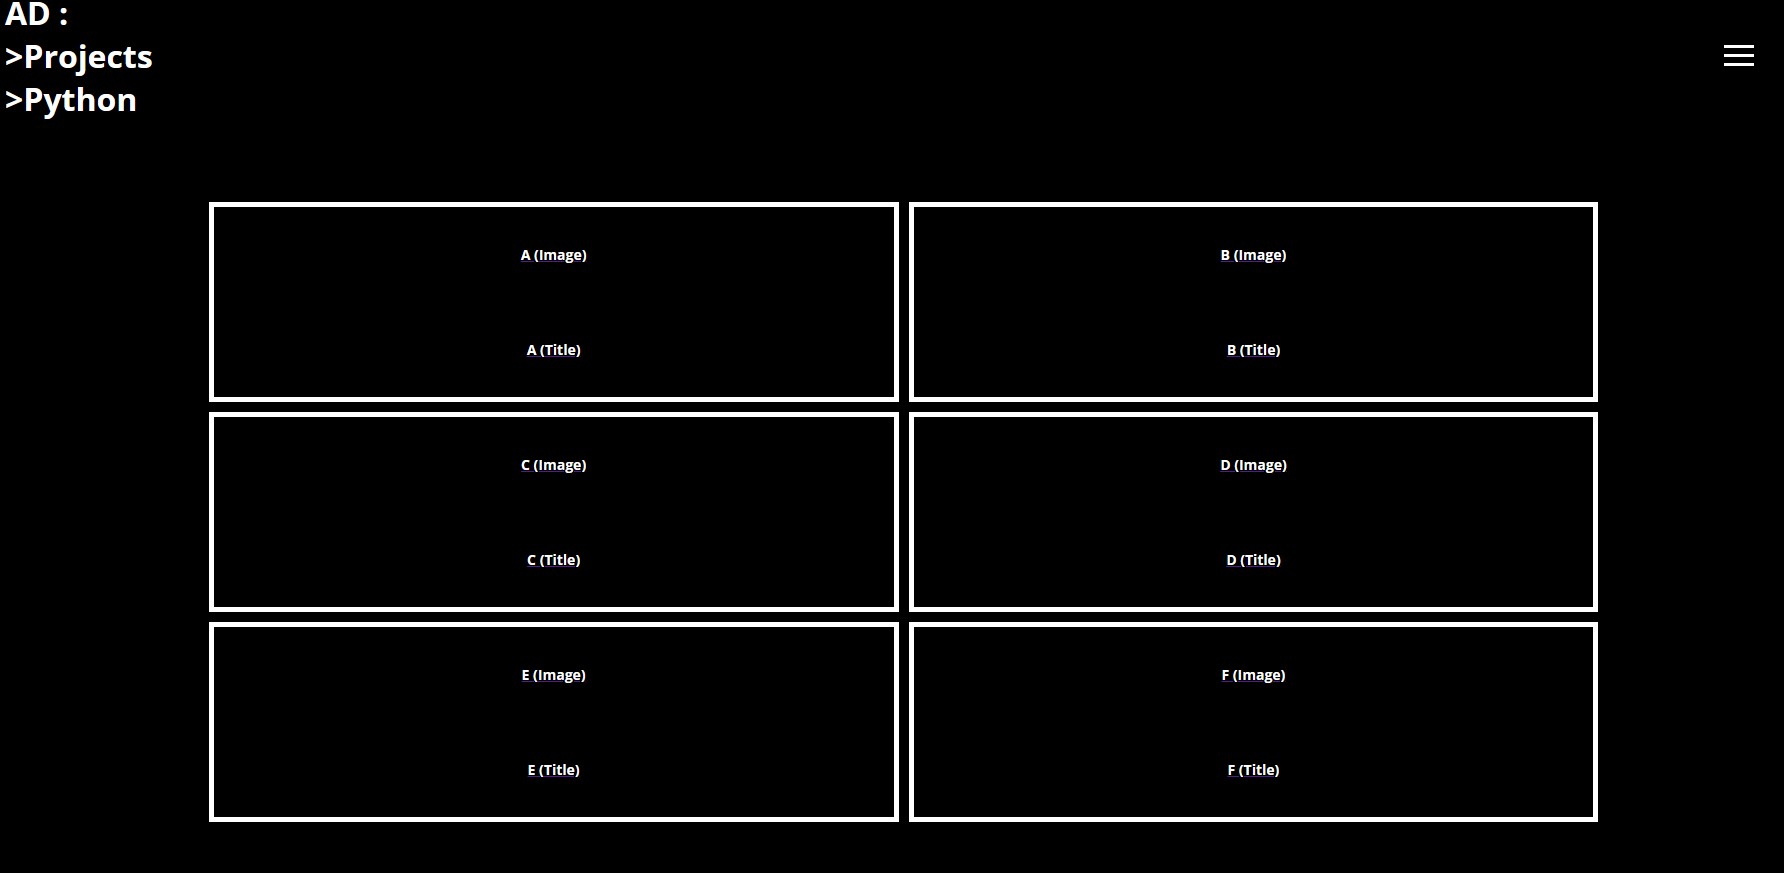 AD :
>Projects
>Python
A (Image)
B (Image)
A (Title)
B (Title)
C (Image)
D (Image)
C (Title)
D (Title)
E (Image)
F (Image)
E (Title)
F (Title)